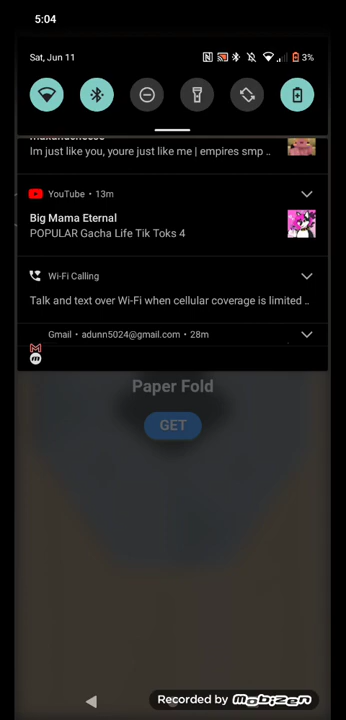 5:04
Sat, Jun 11
3%
Im just like you, youre just like me | empires smp ..
YouTube • 13m
Big Mama Eternal
POPULAR Gacha Life Tik Toks 4
Wi-Fi Calling
Talk and text over Wi-Fi when cellular coverage is limited ..
Gmail • adunn5024@gmail.com • 28m
Paper Fold
GET
Recorded by MOBIZEN